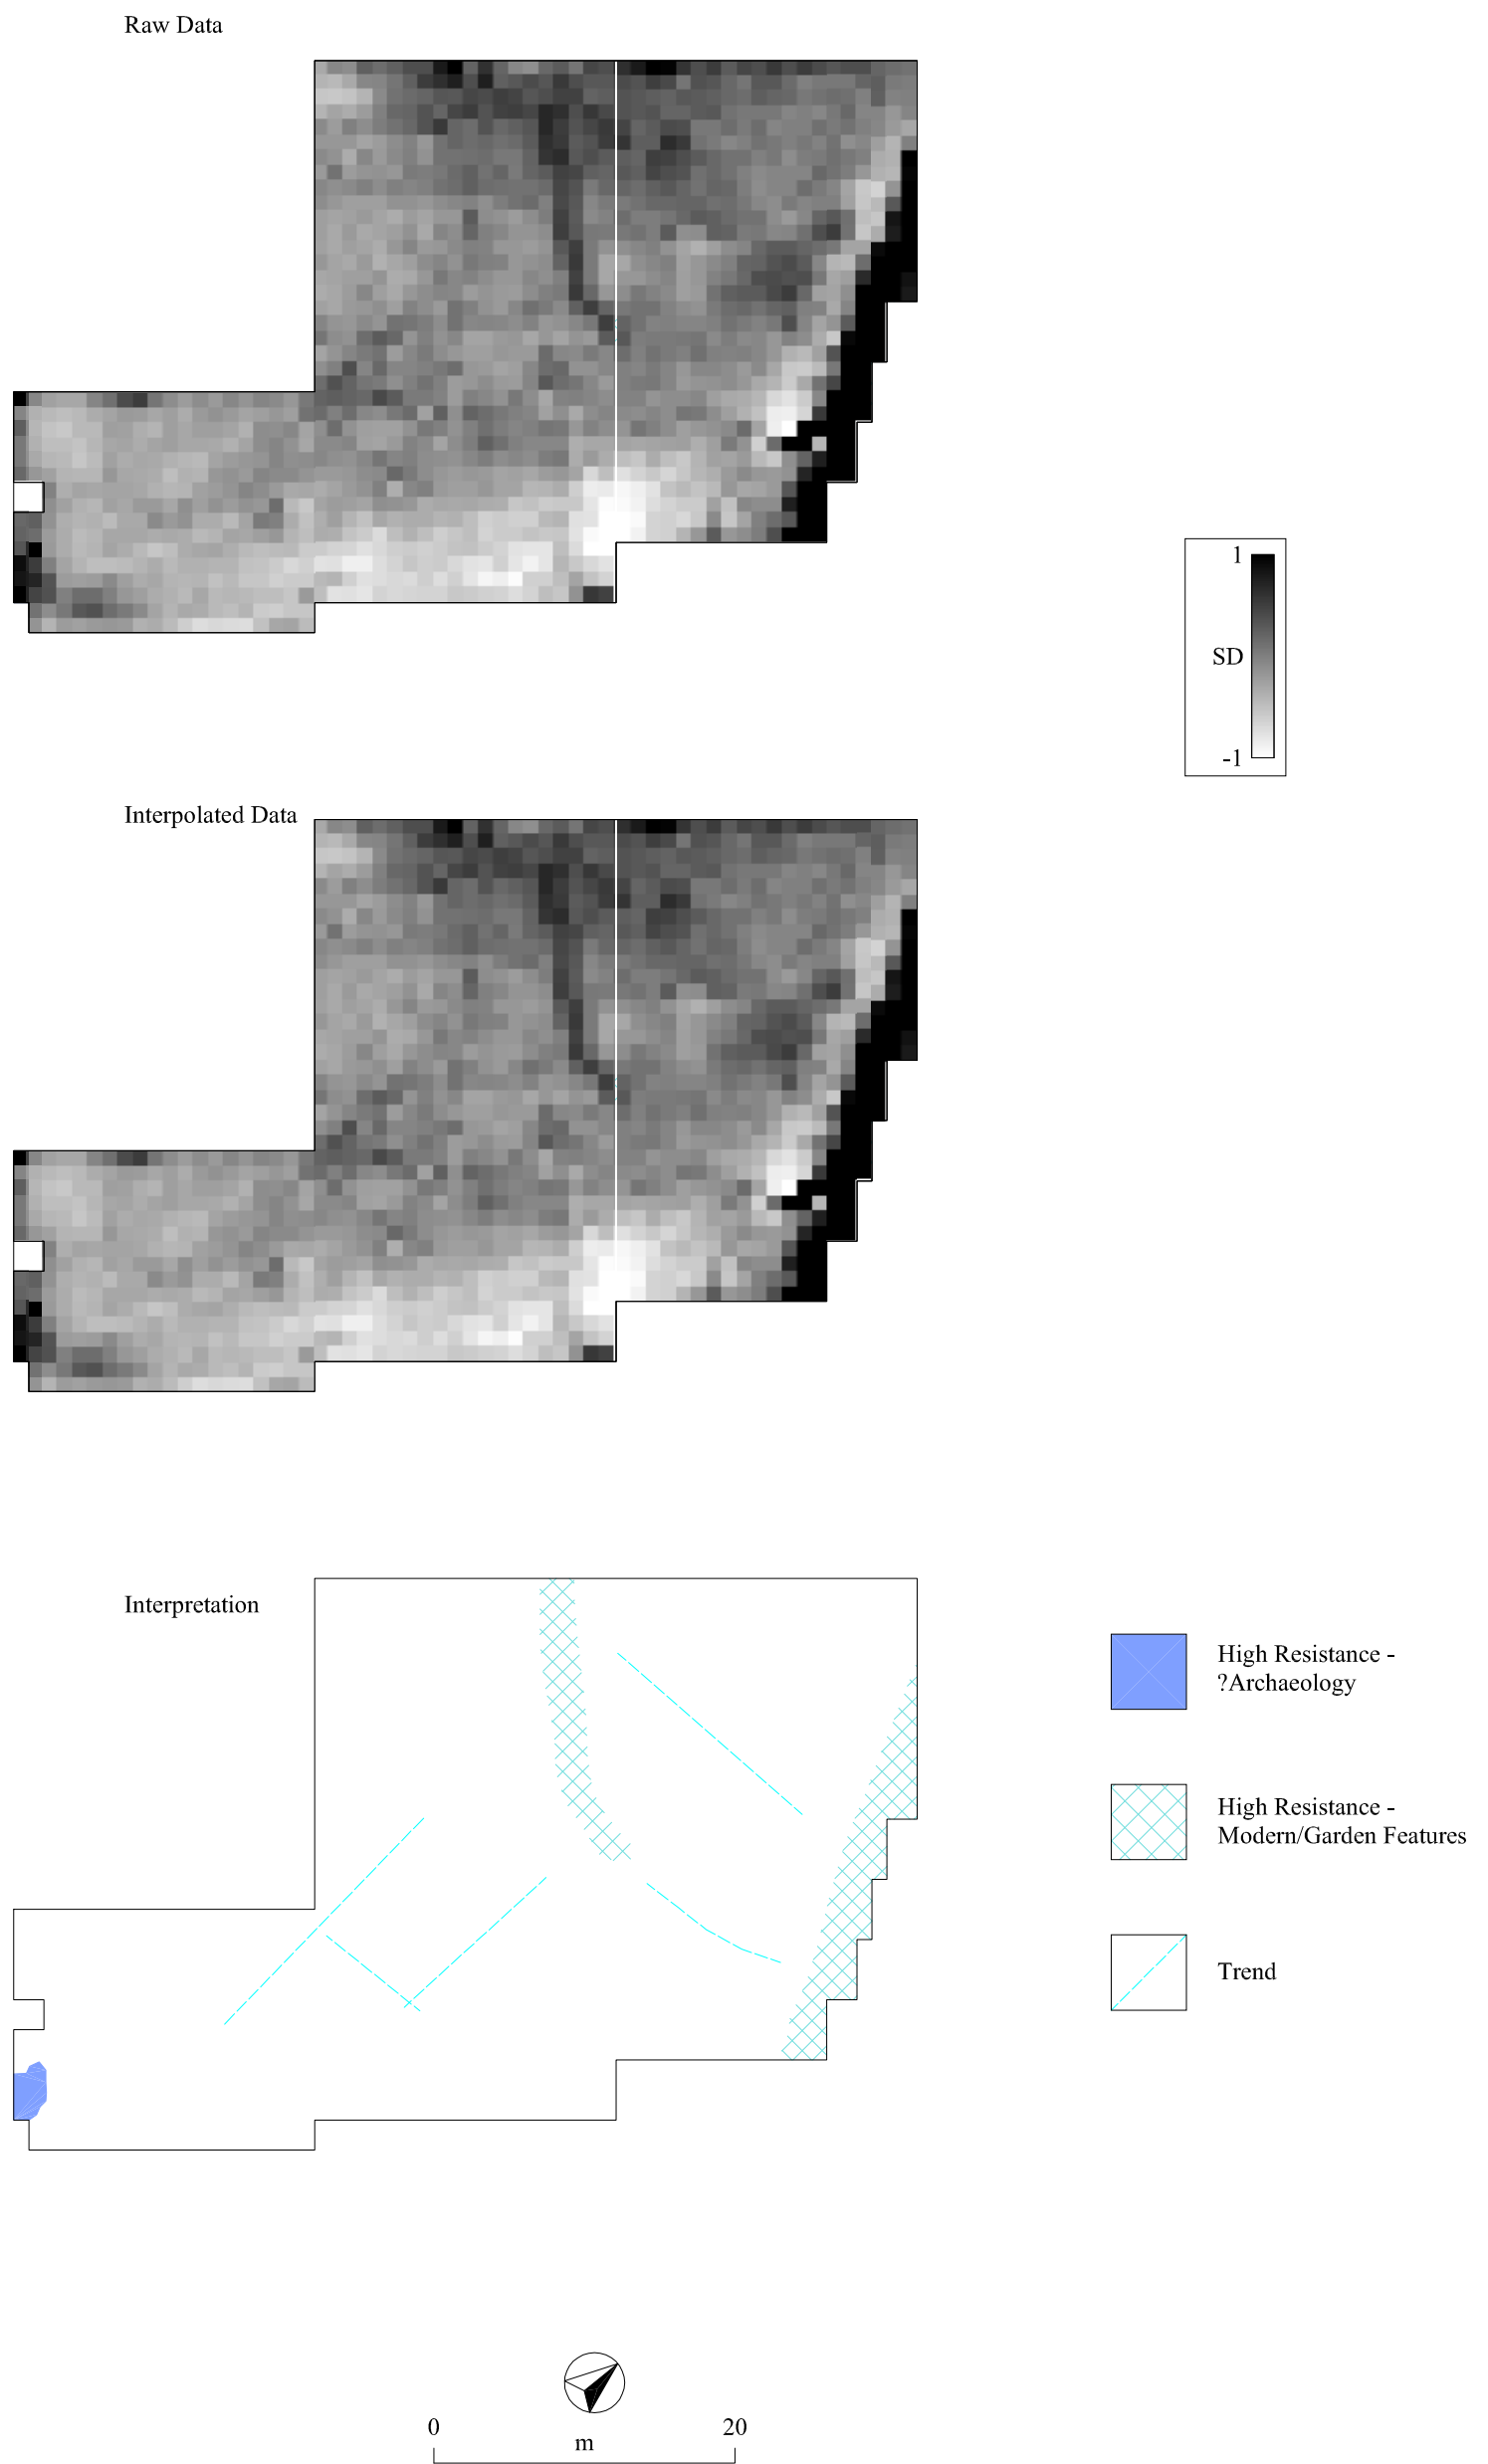 Raw Data
1
SD
-1
Interpolated Data
Interpretation
High Resistance -
?Archaeology
High Resistance -
Modern/Garden Features
Trend
0 20
m